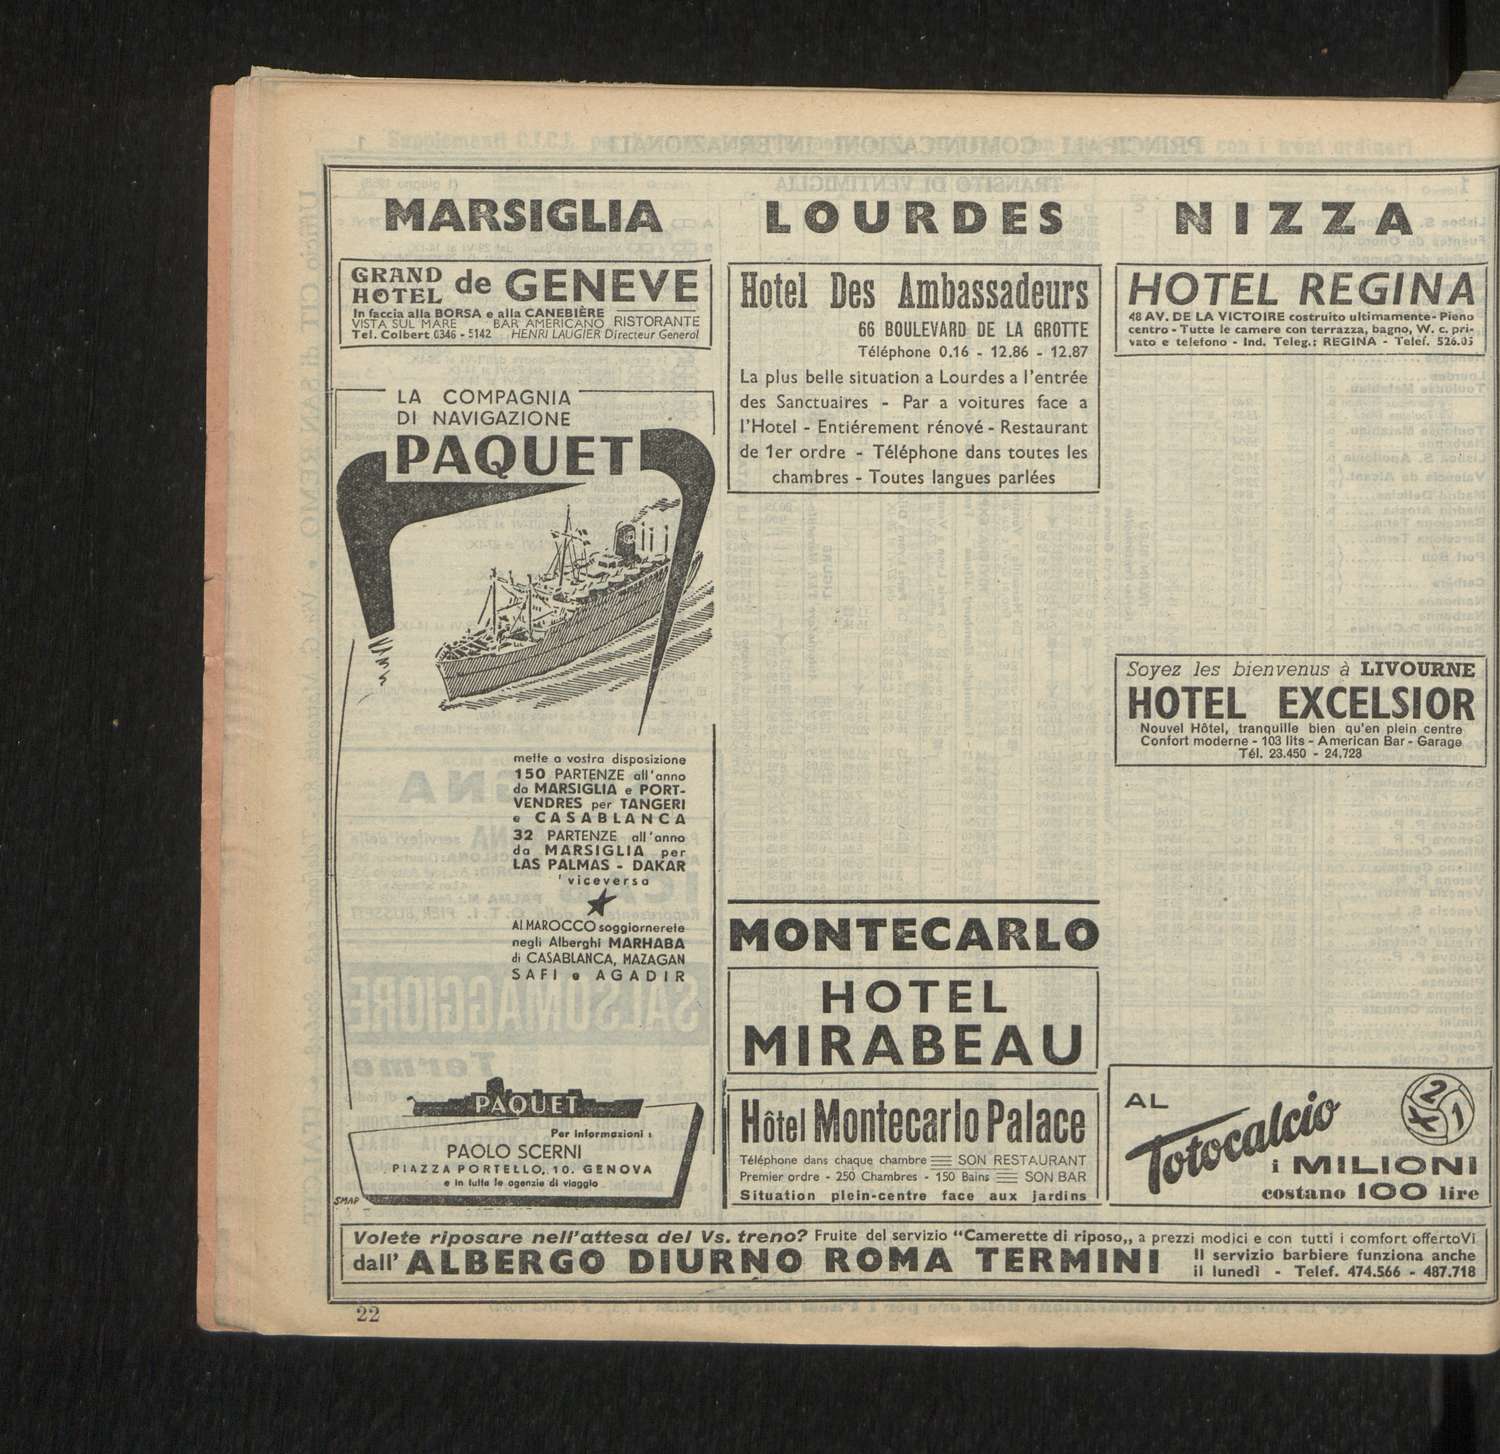 MARSIGLIA
GRAND HOTEL de GENEVE
In faccia alla BORSA e alla CANEBIÈRE
VISTA SUL MARE BAR AMERICANO RISTORANTE
Tel. Colbert 0346 - 5142 HENRI LAUGIER Directeur General
LA COMPAGNIA
DI NAVIGAZIONE
PAQUET
mette a vostra disposizione
150 PARTENZE all'anno
da MARSIGLIA e PORT-
VENDRES per TANGERI
e CASABLANCA
32 PARTENZE all'anno
da MARSIGLIA per
LAS PALMAS - DAKAR
viceversa
Al MAROCCO soggiornerete
negli Alberghi MARHABA
di CASABLANCA, MAZAGAN
SAFI e AGADIR
PAQUET
Per informazioni :
PAOLO SCERNI
PIAZZA PORTELLO, 10. GENOVA
e in tutte le agenzie di viaggio
SMAP
LOURDES
Hotel Des Ambassadeurs
66 BOULEVARD DE LA GROTTE
Téléphone 0.16 - 12.86 - 12.87
La plus belle situation a Lourdes a l'entrée
des Sanctuaires - Par a voitures face a
l'Hotel - Entiérement rénové - Restaurant
de 1er ordre - Téléphone dans toutes les
chambres - Toutes langues parlées
MONTECARLO
HOTEL
MIRABEAU
Hôtel Montecarlo Palace
Téléphone dans chaque chambre SON RESTAURANT
Premier ordre - 250 Chambres - 150 Bains SON BAR
Situation plein-centre face aux jardins
NIZZA
HOTEL REGINA
48 AV. DE LA VICTOIRE costruito ultimamente - Pieno
centro - Tutte le camere con terrazza, bagno, W. c. pri-
vato e telefono - Ind. Teleg.: REGINA - Telef. 526.05
Soyez les bienvenus à LIVOURNE
HOTEL EXCELSIOR
Nouvel Hôtel, tranquille bien qu'en plein centre
Confort moderne - 103 lits - American Bar - Garage
Tél. 23.450 - 24.723
AL
Totocalcio
X 2 1
i MILIONI
costano 100 lire
Volete riposare nell'attesa del Vs. treno? Fruite del servizio "Camerette di riposo„ a prezzi modici e con tutti i comfort offertoVi
dall' ALBERGO DIURNO ROMA TERMINI Il servizio barbiere funziona anche
il lunedì - Telef. 474.566 - 487.718
22